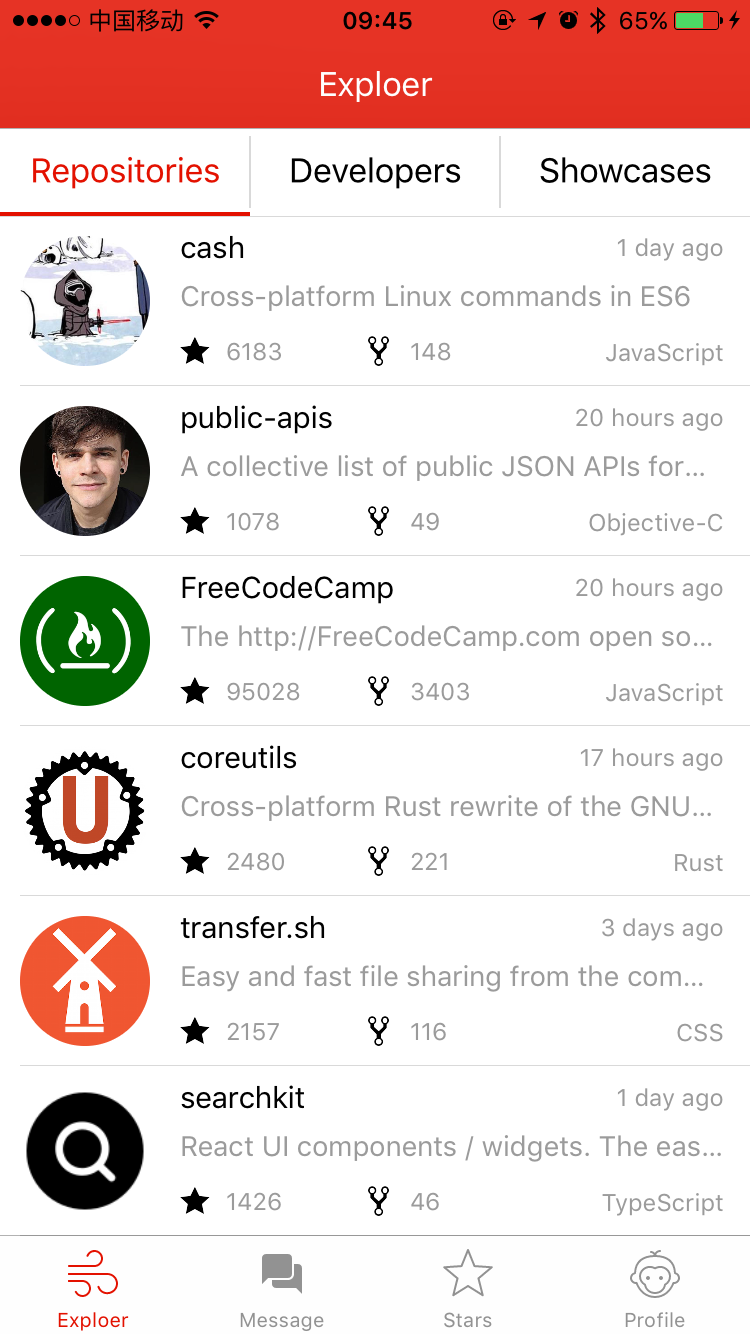 中国移动 09:45 65%
Exploer
Repositories Developers Showcases
cash 1 day ago
Cross-platform Linux commands in ES6
6183 148 JavaScript
public-apis 20 hours ago
A collective list of public JSON APIs for...
1078 49 Objective-C
FreeCodeCamp 20 hours ago
The http://FreeCodeCamp.com open so...
95028 3403 JavaScript
coreutils 17 hours ago
Cross-platform Rust rewrite of the GNU...
U
2480 221 Rust
transfer.sh 3 days ago
Easy and fast file sharing from the com...
2157 116 CSS
searchkit 1 day ago
React UI components / widgets. The eas...
1426 46 TypeScript
Exploer Message Stars Profile